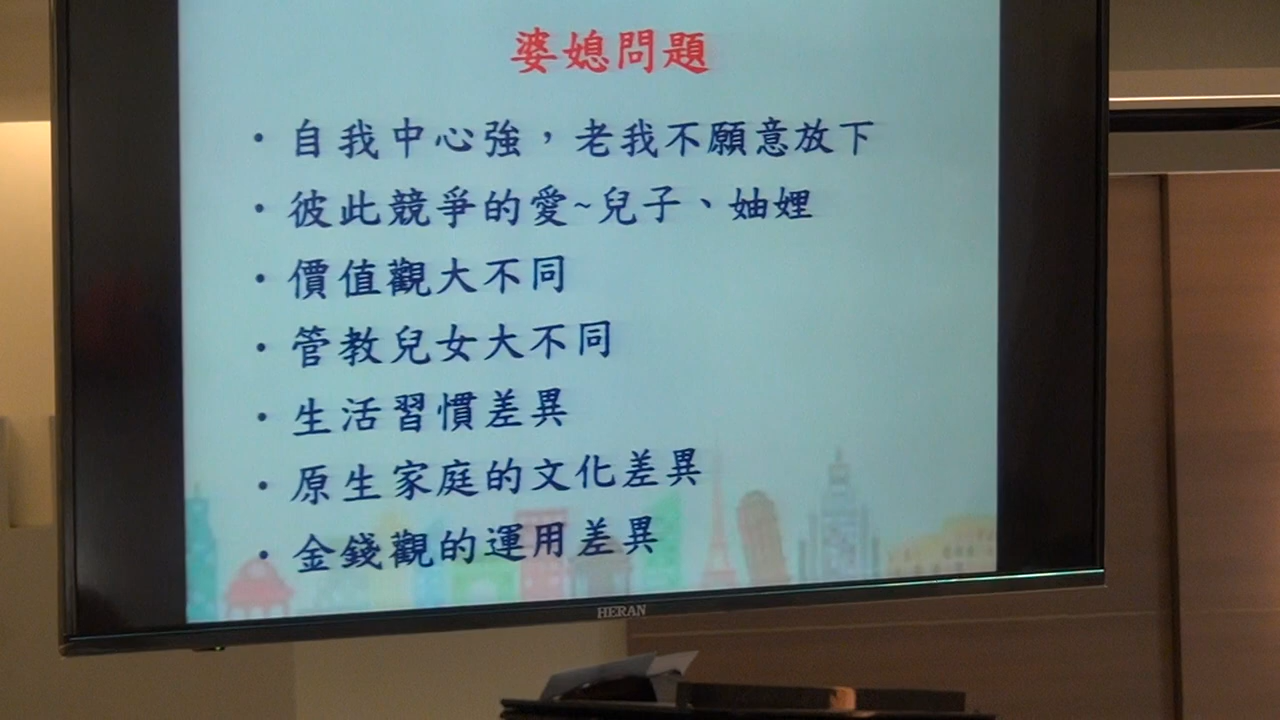 婆媳問題
• 自我中心強，老我不願意放下
• 彼此競爭的愛~兒子、妯娌
• 價值觀大不同
• 管教兒女大不同
• 生活習慣差異
• 原生家庭的文化差異
• 金錢觀的運用差異
HERAN